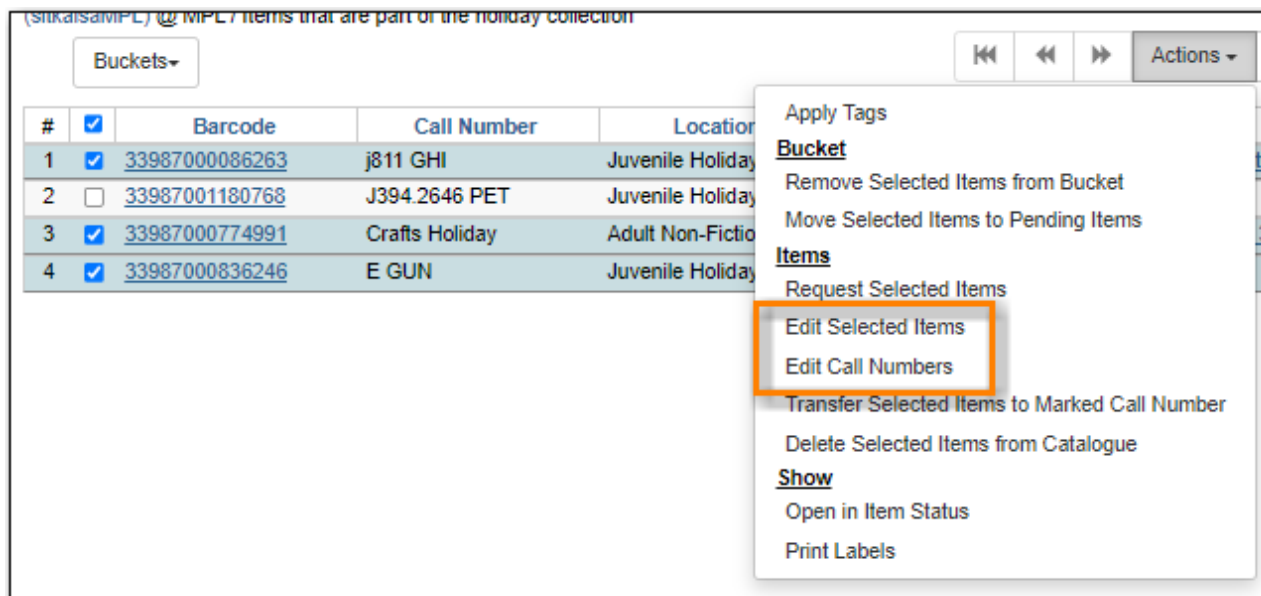 (sitkalsaMPL) @ MPL / Items that are part of the holiday collection
Buckets
Actions
# Barcode Call Number Location
1 33987000086263 j811 GHI Juvenile Holiday
2 33987001180768 J394.2646 PET Juvenile Holiday
3 33987000774991 Crafts Holiday Adult Non-Fictio
4 33987000836246 E GUN Juvenile Holiday
Apply Tags
Bucket
Remove Selected Items from Bucket
Move Selected Items to Pending Items
Items
Request Selected Items
Edit Selected Items
Edit Call Numbers
Transfer Selected Items to Marked Call Number
Delete Selected Items from Catalogue
Show
Open in Item Status
Print Labels